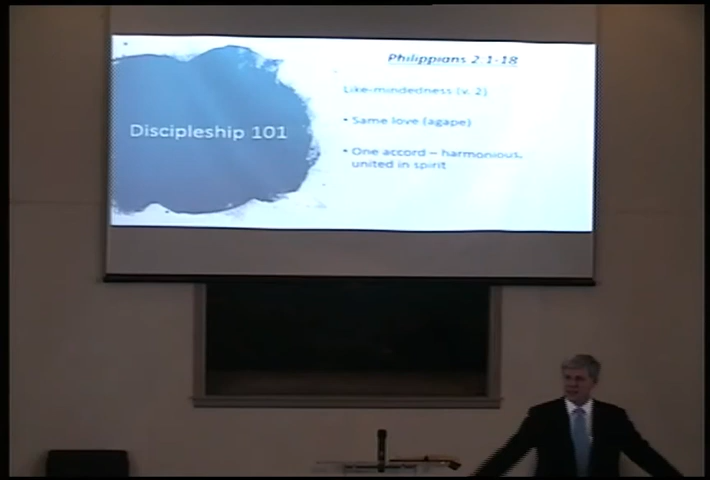 Discipleship 101
Philippians 2:1-18
Like-mindedness (v. 2)
• Same love (agape)
• One accord – harmonious,
united in spirit